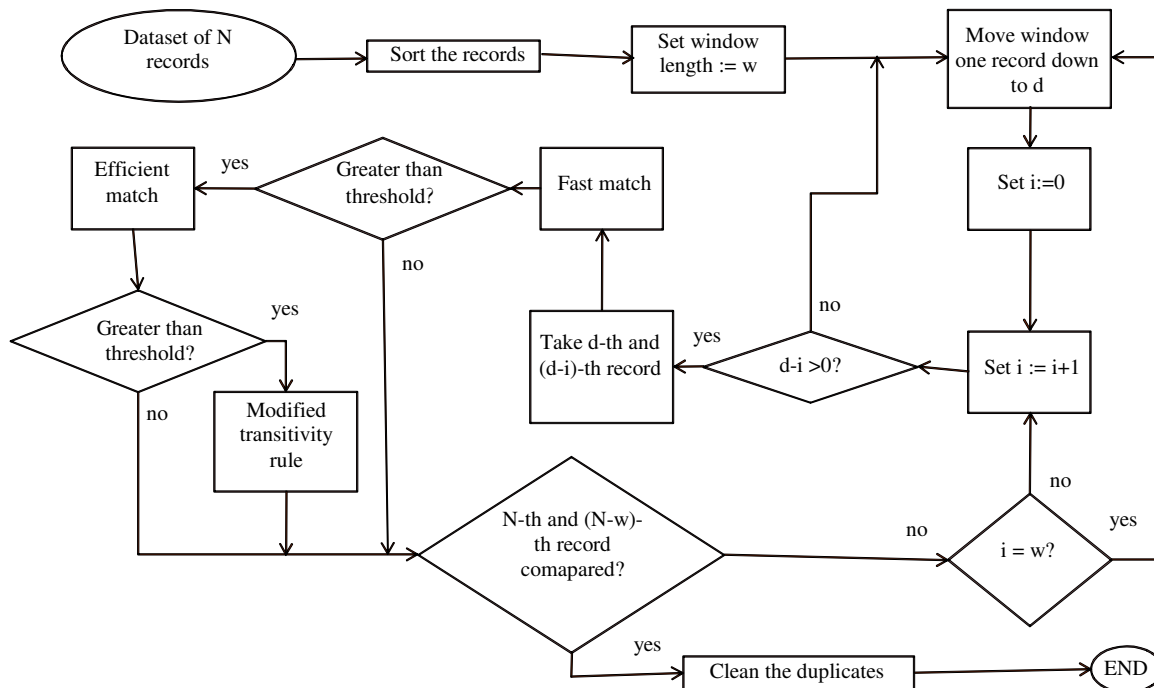 Dataset of N
records
Sort the records
Set window
length := w
Move window
one record down
to d
Efficient
match
yes
Greater than
threshold?
Fast match
Set i:=0
no
no
Greater than
threshold?
yes
Take d-th and
(d-i)-th record
yes
d-i >0?
Set i := i+1
no
Modified
transitivity
rule
N-th and (N-w)-
th record
comapared?
no
no
i = w?
yes
yes
Clean the duplicates
END